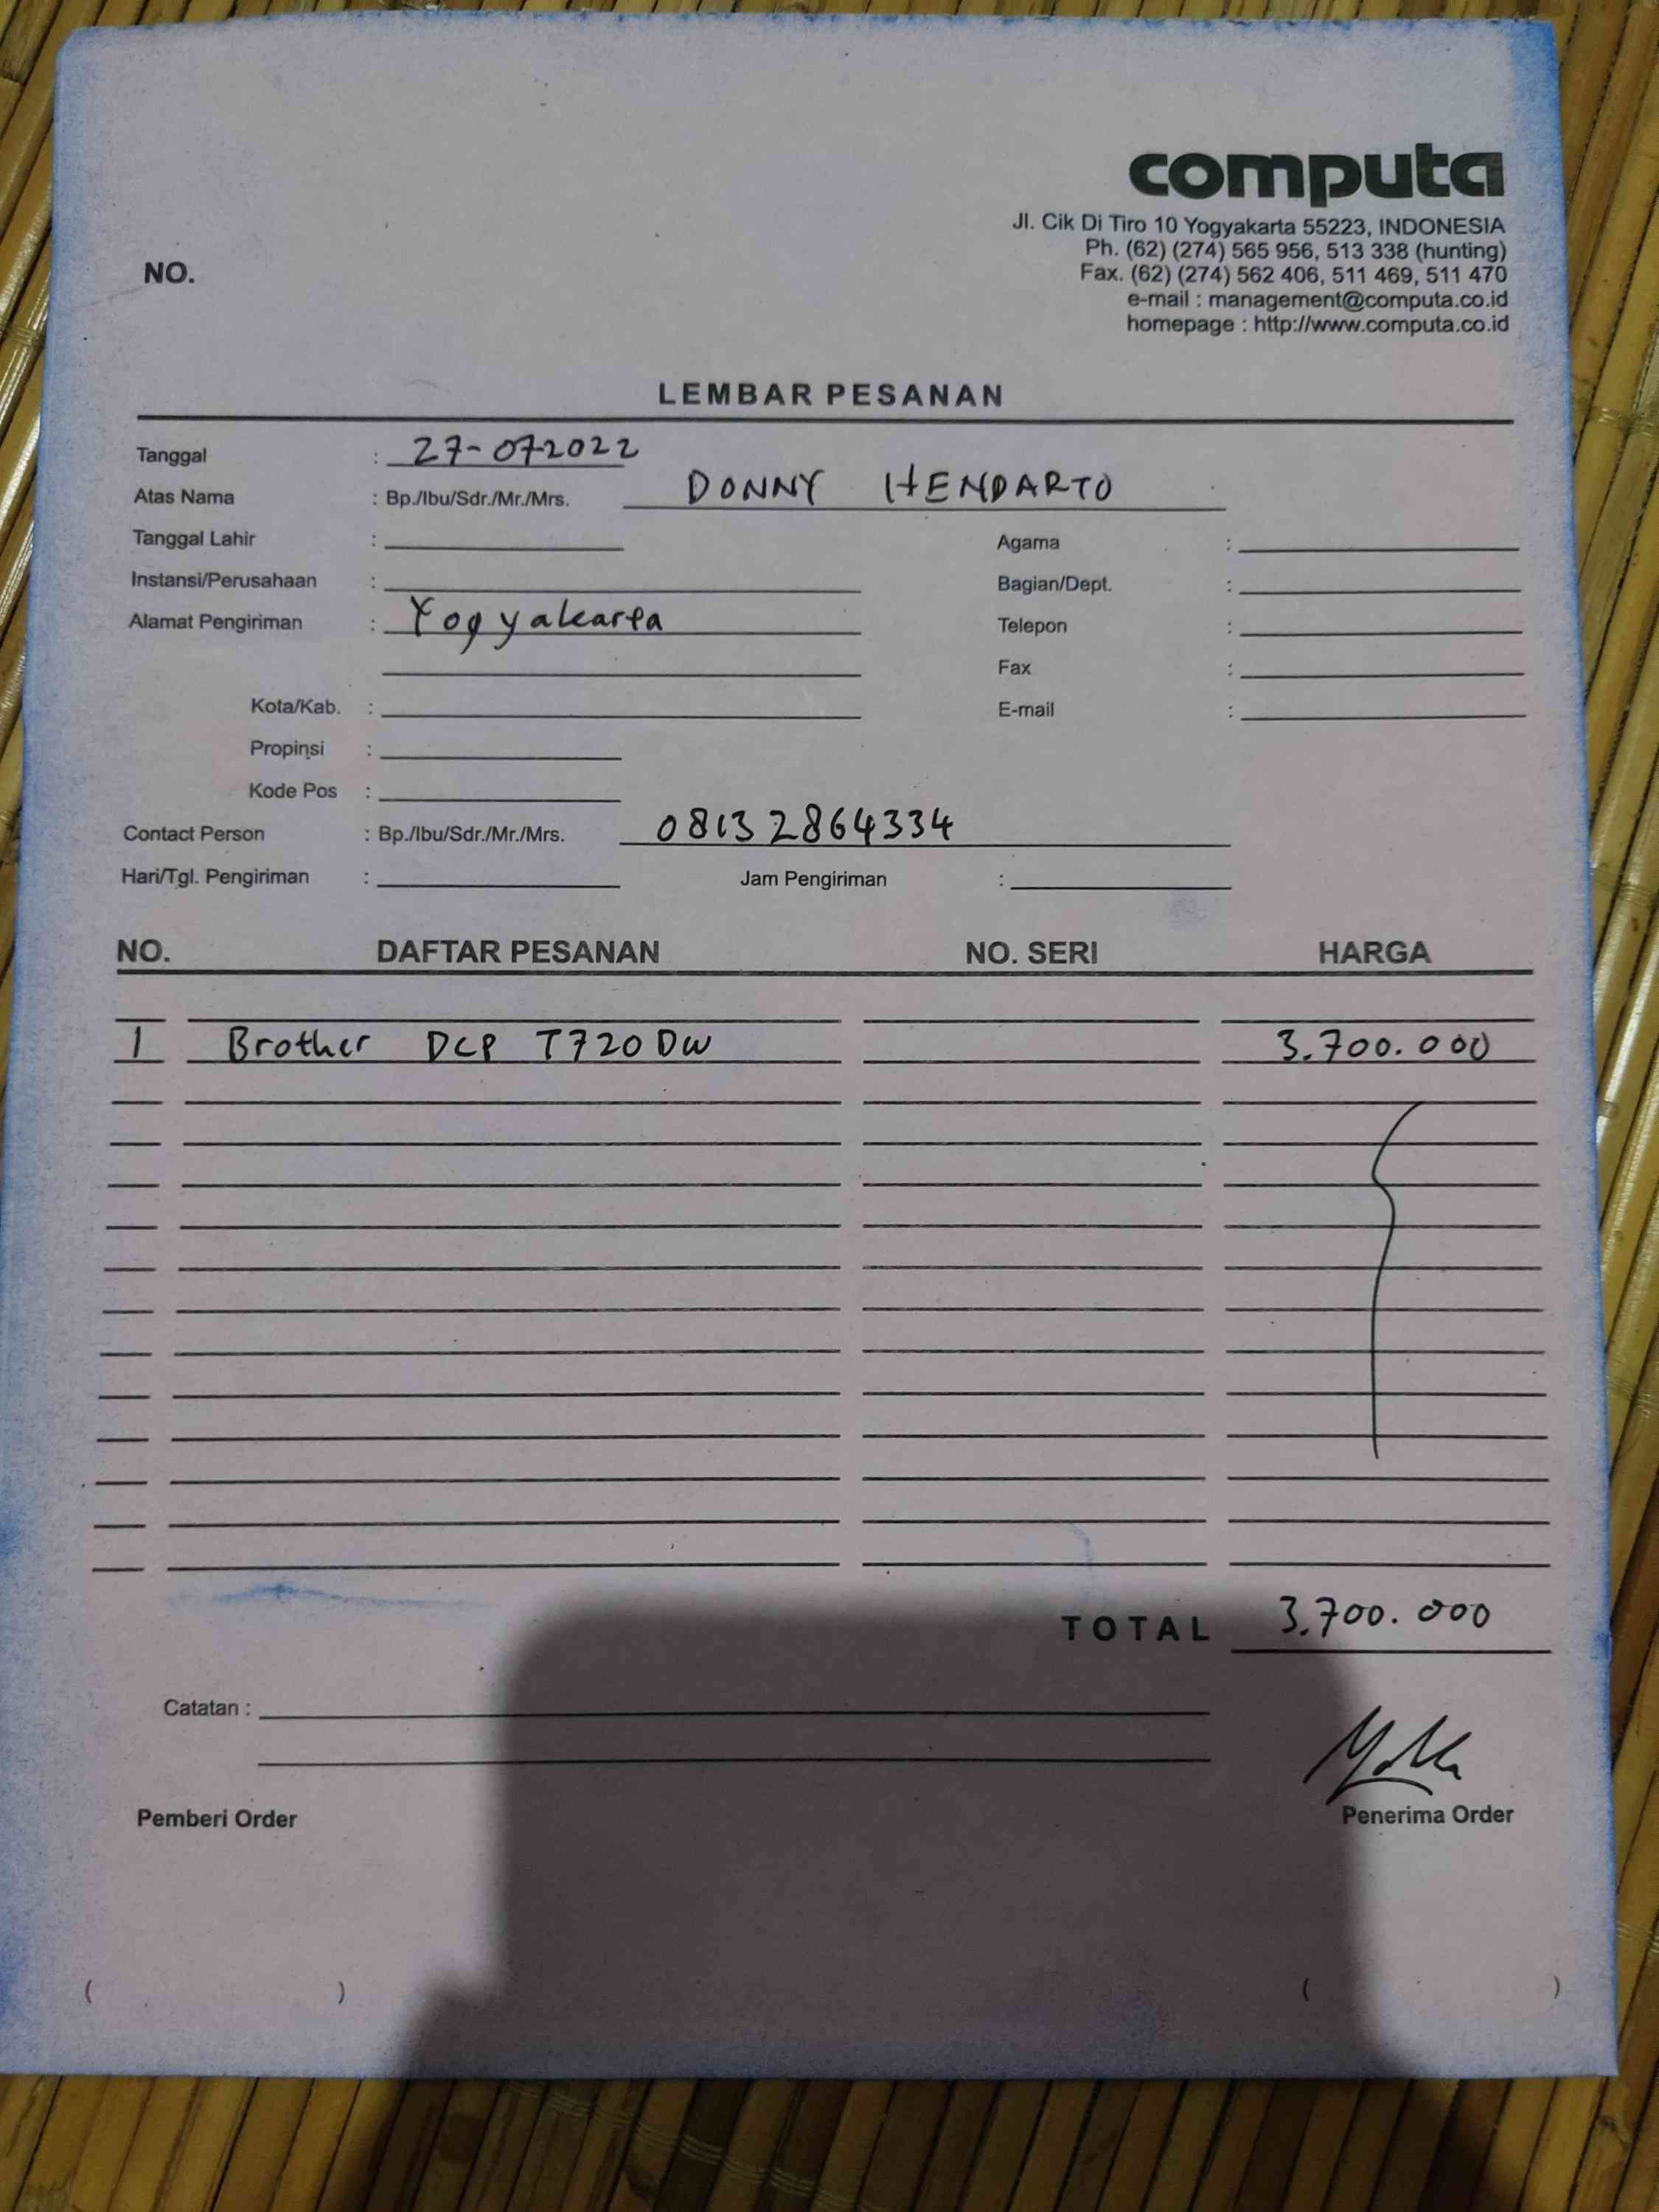 computa
Jl. Cik Di Tiro 10 Yogyakarta 55223, INDONESIA
Ph. (62) (274) 565 956, 513 338 (hunting)
Fax. (62) (274) 562 406, 511 469, 511 470
e-mail : management@computa.co.id
homepage : http://www.computa.co.id
NO.
LEMBAR PESANAN
Tanggal : 27-072022
Atas Nama : Bp./Ibu/Sdr./Mr./Mrs. DONNY HENDARTO
Tanggal Lahir : Agama :
Instansi/Perusahaan : Bagian/Dept. :
Alamat Pengiriman : Yogyakarta Telepon :
Fax :
Kota/Kab. : E-mail :
Propinsi :
Kode Pos :
Contact Person : Bp./Ibu/Sdr./Mr./Mrs. 08132864334
Hari/Tgl. Pengiriman : Jam Pengiriman :
NO. DAFTAR PESANAN NO. SERI HARGA
1 Brother DCP T720DW 3.700.000
TOTAL 3.700.000
Catatan :
Pemberi Order Penerima Order
( ) ( )